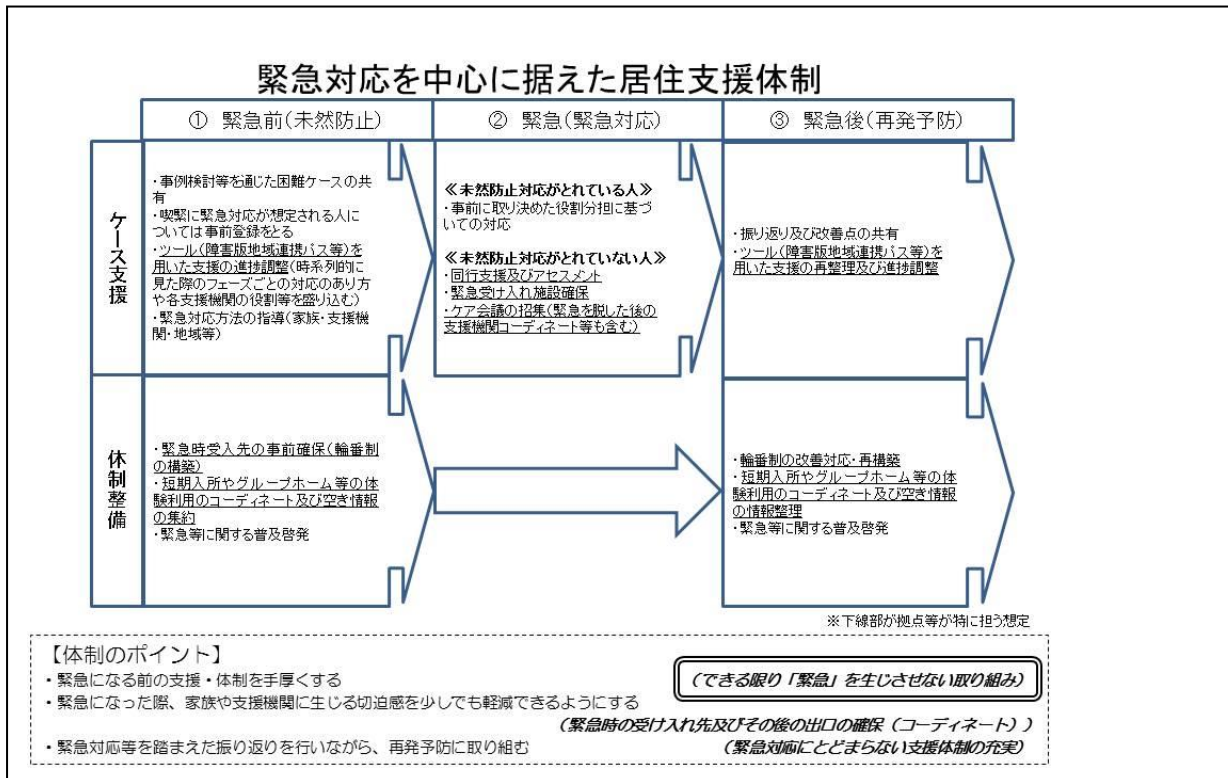 緊急対応を中心に据えた居住支援体制
① 緊急前(未然防止)
② 緊急(緊急対応)
③ 緊急後(再発予防)
ケース支援
・事例検討等を通じた困難ケースの共
有
・喫緊に緊急対応が想定される人に
ついては事前登録をとる
・ツール(障害版地域連携パス等)を
用いた支援の進捗調整(時系列的に
見た際のフェーズごとの対応のあり方
や各支援機関の役割等を盛り込む)
・緊急対応方法の指導(家族・支援機
関・地域等)
≪未然防止対応がとれている人≫
・事前に取り決めた役割分担に基づ
いての対応
≪未然防止対応がとれていない人≫
・同行支援及びアセスメント
・緊急受け入れ施設確保
・ケア会議の招集(緊急を脱した後の
支援機関コーディネート等も含む)
・振り返り及び改善点の共有
・ツール(障害版地域連携パス等)を
用いた支援の再整理及び進捗調整
体制整備
・緊急時受入先の事前確保(輪番制
の構築)
・短期入所やグループホーム等の体
験利用のコーディネート及び空き情報
の集約
・緊急等に関する普及啓発
・輪番制の改善対応・再構築
・短期入所やグループホーム等の体
験利用のコーディネート及び空き情報
の情報整理
・緊急等に関する普及啓発
※下線部が拠点等が特に担う想定
【体制のポイント】
・緊急になる前の支援・体制を手厚くする
(できる限り「緊急」を生じさせない取り組み)
・緊急になった際、家族や支援機関に生じる切迫感を少しでも軽減できるようにする
(緊急時の受け入れ先及びその後の出口の確保(コーディネート))
・緊急対応等を踏まえた振り返りを行いながら、再発予防に取り組む
(緊急対応にとどまらない支援体制の充実)